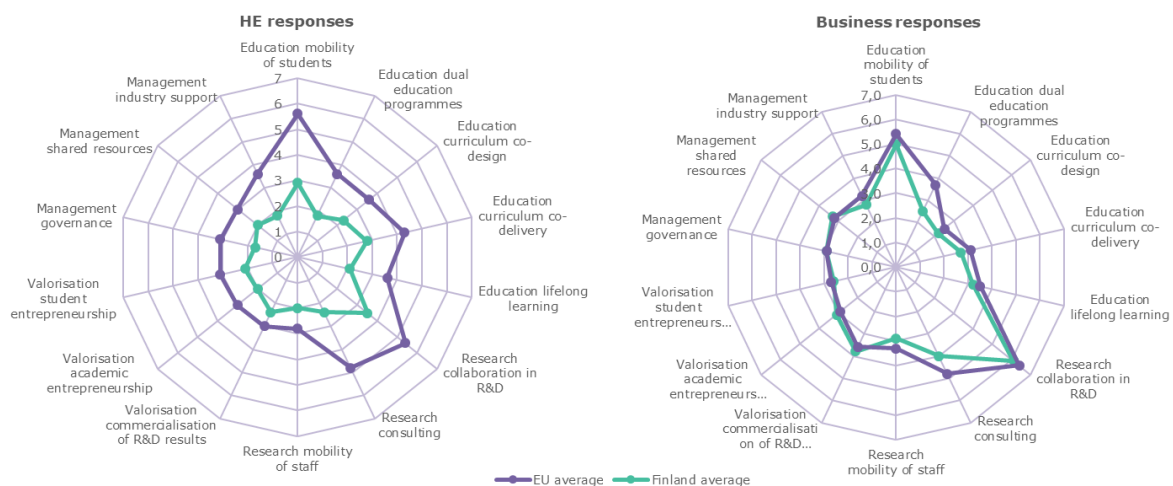 HE responses
Education mobility
of students
Education dual
education
programmes
Education
curriculum co-
design
Education
curriculum co-
delivery
Education lifelong
learning
Research
collaboration in
R&D
Research
consulting
Research mobility
of staff
Valorisation
commercialisation
of R&D results
Valorisation
academic
entrepreneurship
Valorisation
student
entrepreneurship
Management
governance
Management
shared resources
Management
industry support
7
6
5
4
3
2
1
0
Business responses
Education
mobility of
students
Education dual
education
programmes
Education
curriculum co-
design
Education
curriculum co-
delivery
Education
lifelong learning
Research
collaboration in
R&D
Research
consulting
Research
mobility of staff
Valorisation
commercialisati
on of R&D…
Valorisation
academic
entrepreneurs…
Valorisation
student
entrepreneurs…
Management
governance
Management
shared
resources
Management
industry support
7,0
6,0
5,0
4,0
3,0
2,0
1,0
0,0
EU average
Finland average